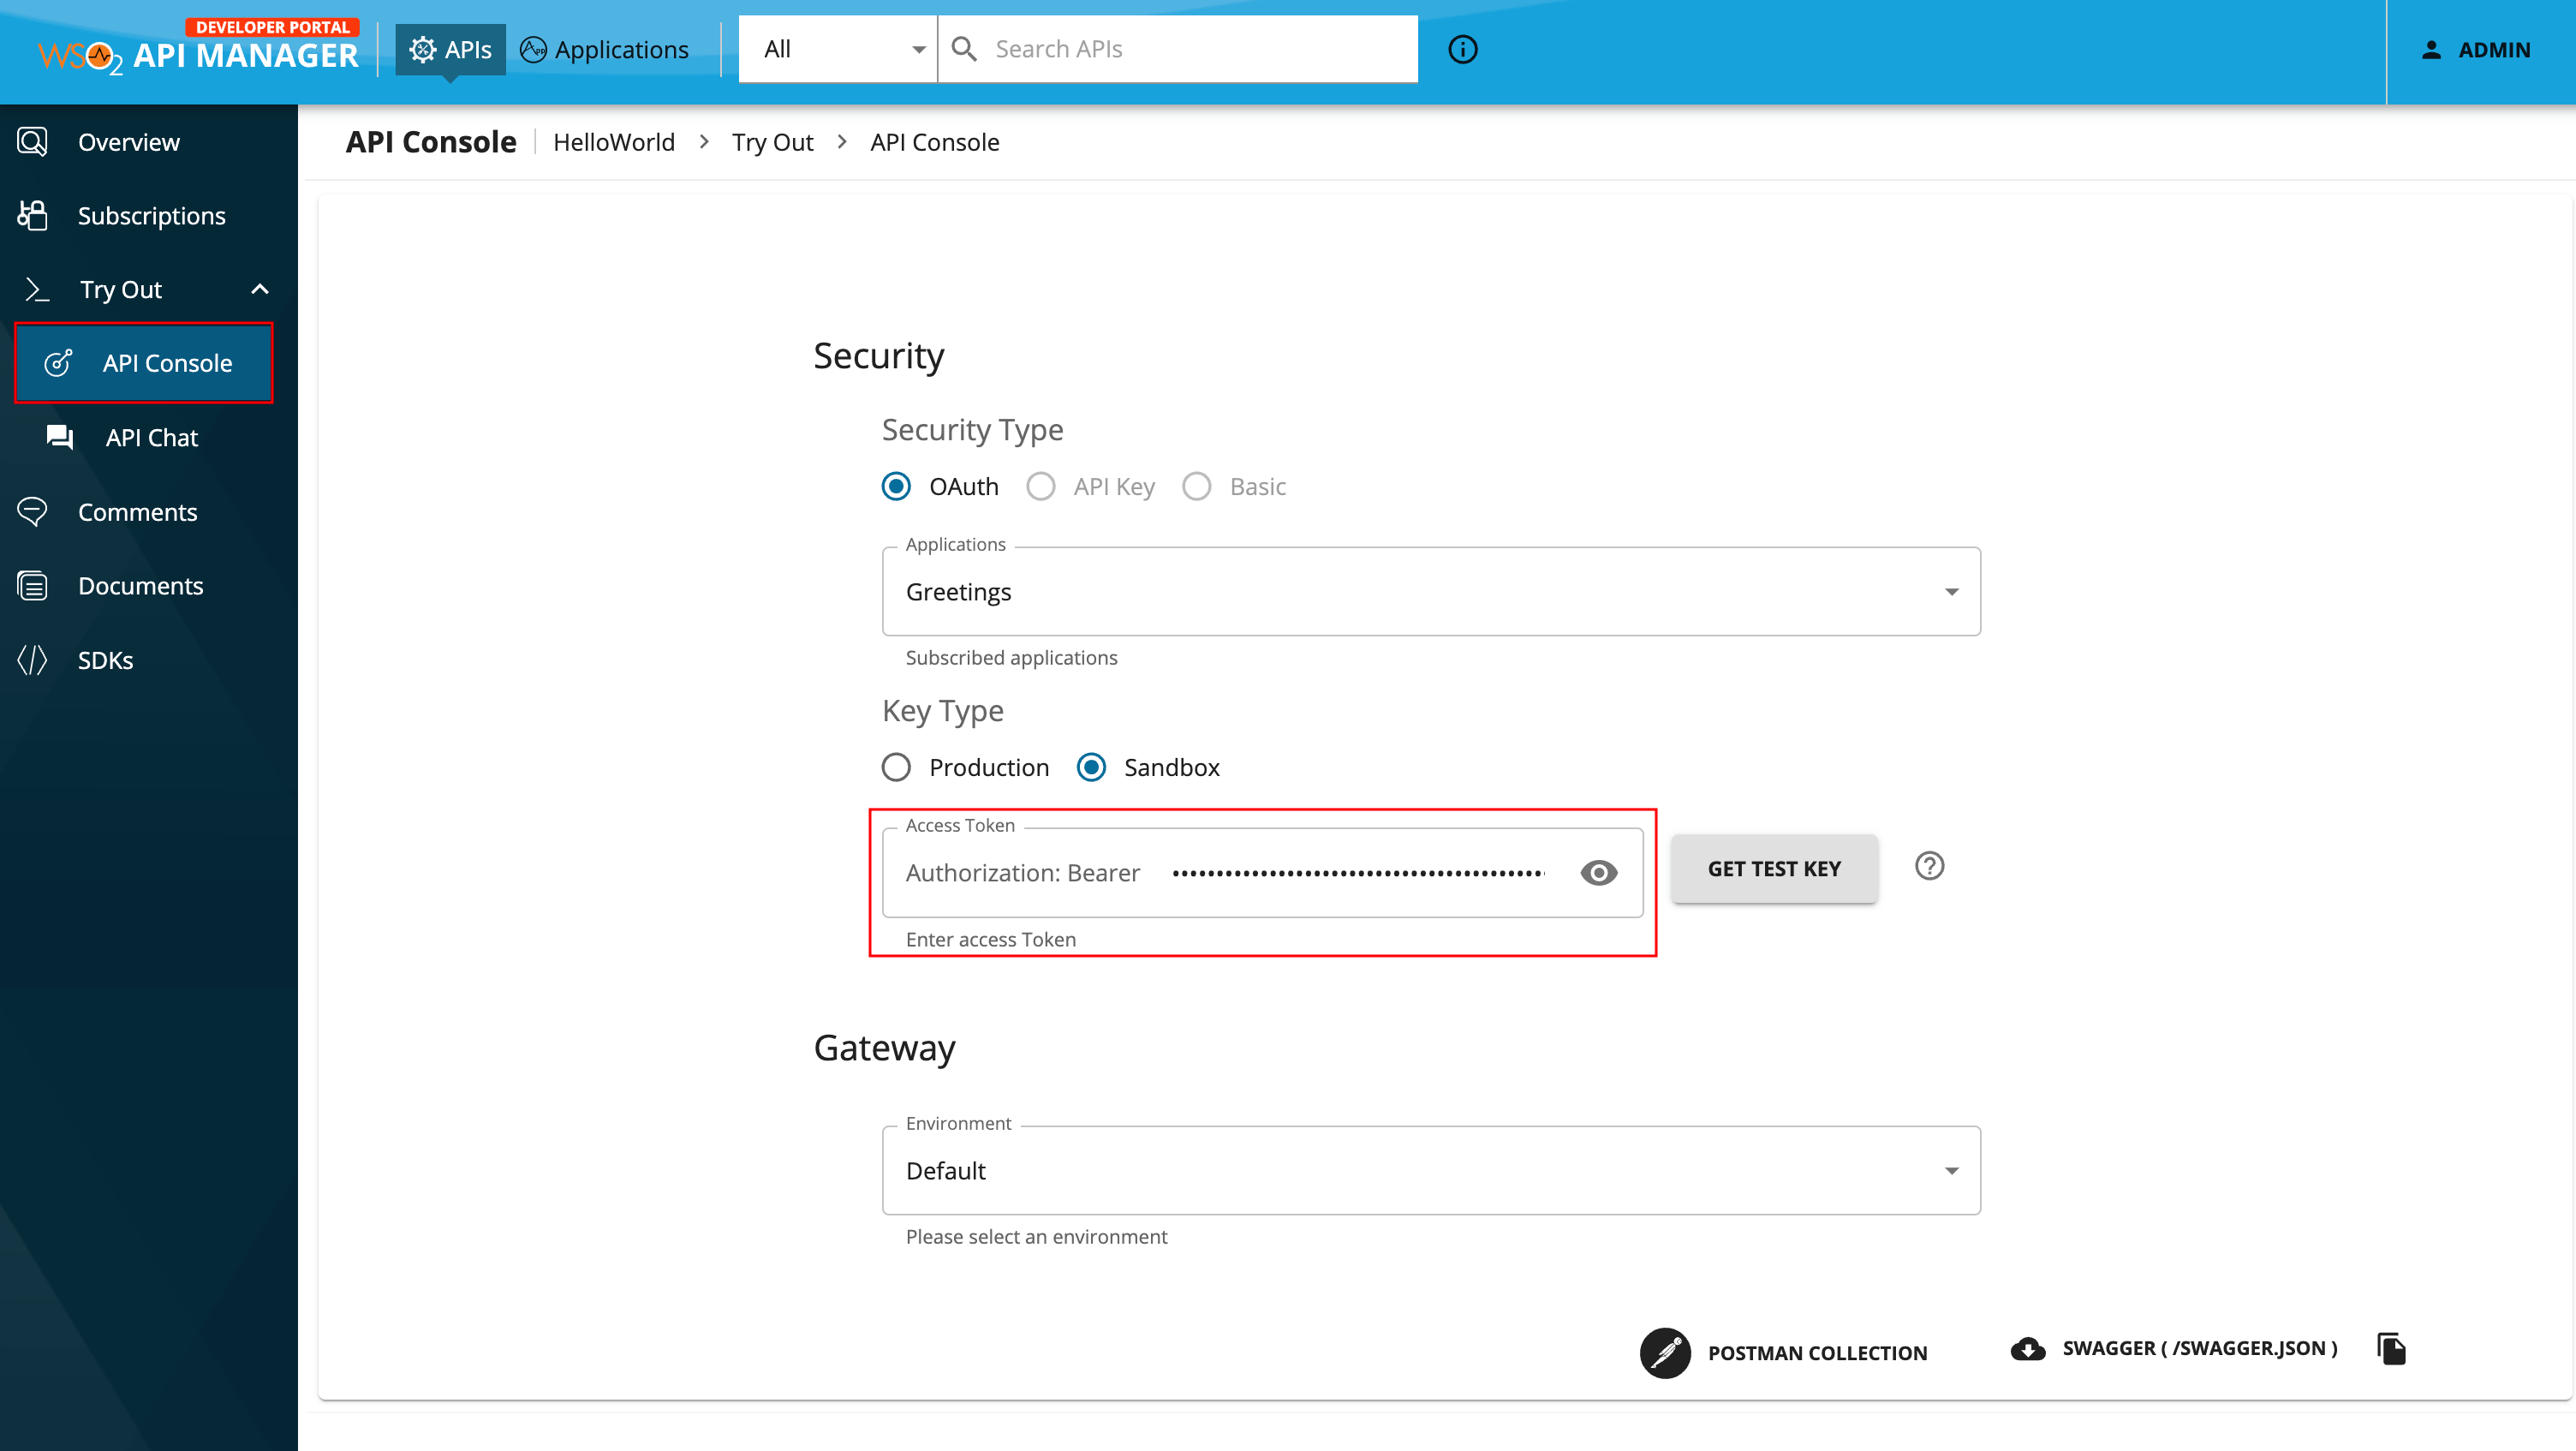 DEVELOPER PORTAL
WSO2 API MANAGER
APIs
Applications
All
Search APIs
ADMIN
Overview
Subscriptions
Try Out
API Console
API Chat
Comments
Documents
SDKs
API Console
HelloWorld > Try Out > API Console
Security
Security Type
OAuth
API Key
Basic
Applications
Greetings
Subscribed applications
Key Type
Production
Sandbox
Access Token
Authorization: Bearer
GET TEST KEY
Enter access Token
Gateway
Environment
Default
Please select an environment
POSTMAN COLLECTION
SWAGGER ( /SWAGGER.JSON )